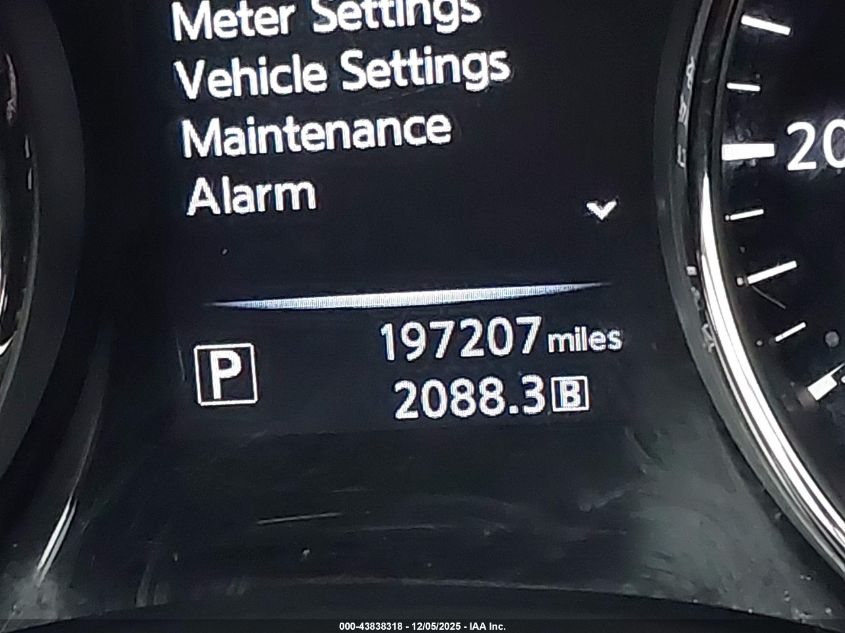 Meter Settings
Vehicle Settings
Maintenance
Alarm
20
P
197207 miles
2088.3 B
000-43838318 - 12/05/2025 - IAA Inc.